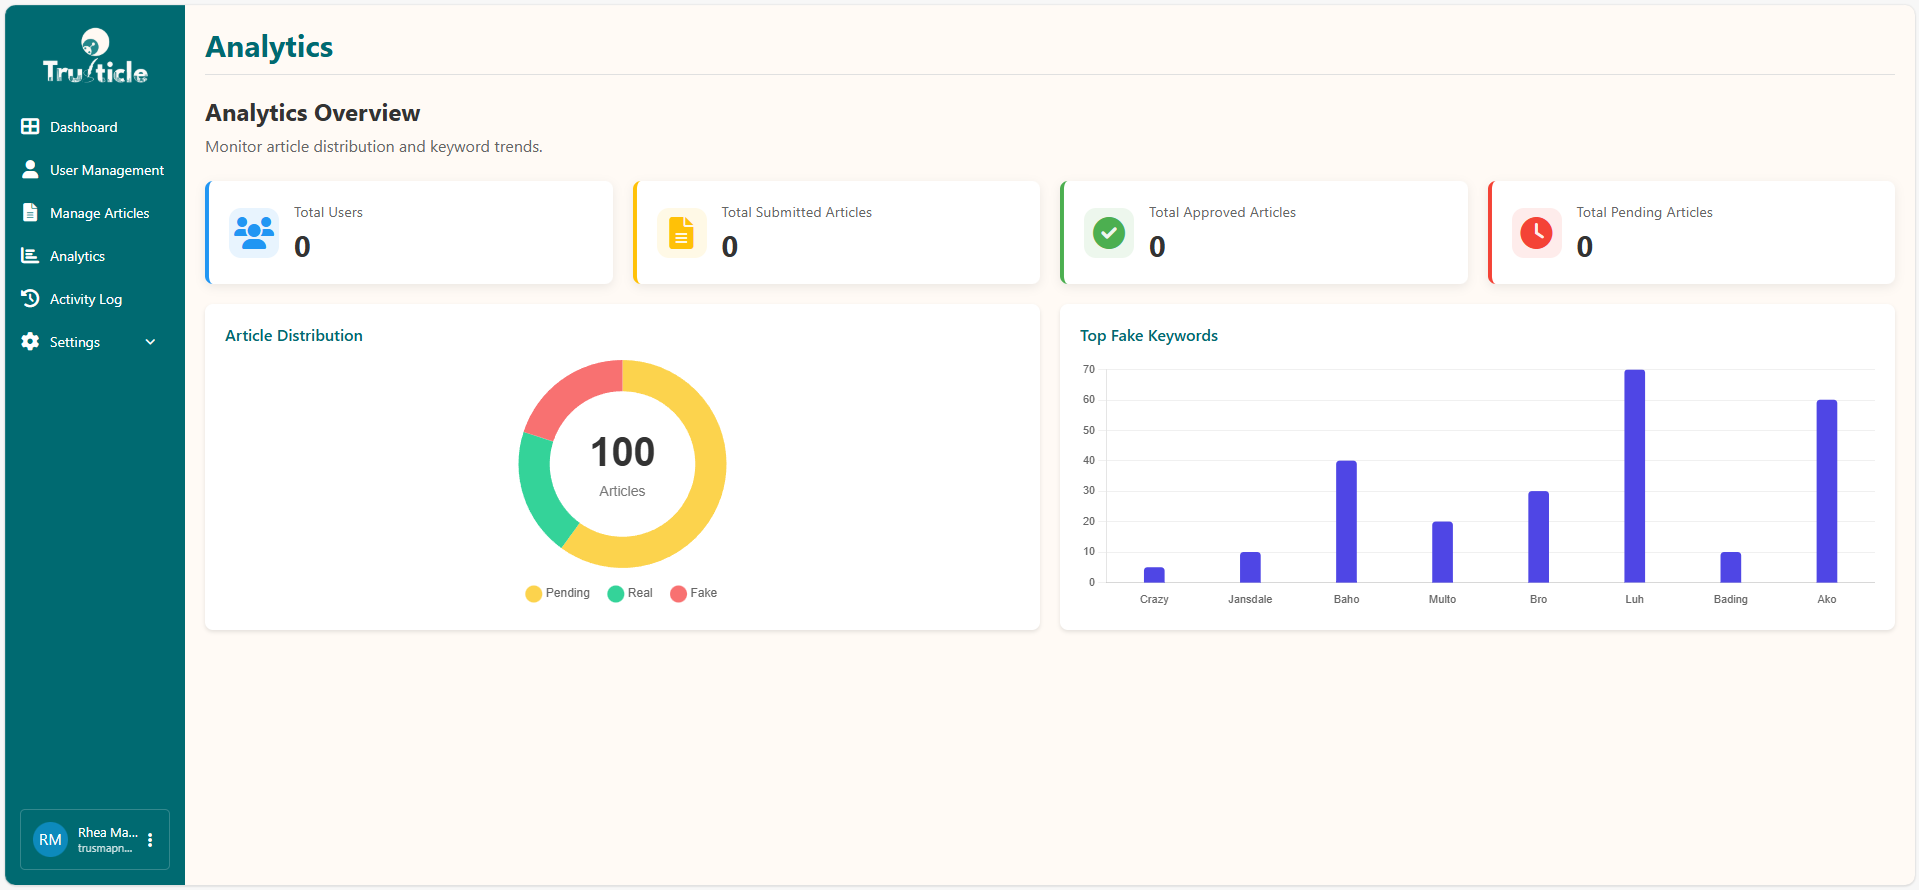 Trusticle
Dashboard
User Management
Manage Articles
Analytics
Activity Log
Settings
RM
Rhea Ma...
trusmapn...
Analytics
Analytics Overview
Monitor article distribution and keyword trends.
Total Users
0
Total Submitted Articles
0
Total Approved Articles
0
Total Pending Articles
0
Article Distribution
100
Articles
Pending Real Fake
Top Fake Keywords
70
60
50
40
30
20
10
0
Crazy Jansdale Baho Multo Bro Luh Bading Ako